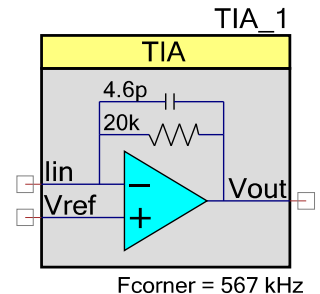 TIA_1
TIA
4.6p
20k
Iin
Vref
Vout
Fcorner = 567 kHz